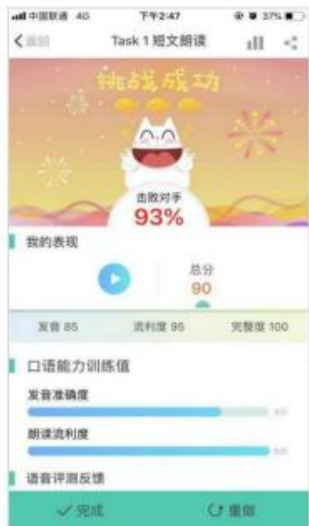 中国联通 4G 下午2:47 37%
返回 Task 1 短文朗读
挑战成功
击败对手
93%
我的表现
总分
90
发音 85 流利度 95 完整度 100
口语能力训练值
发音准确度
朗读流利度
语音评测反馈
完成 重做